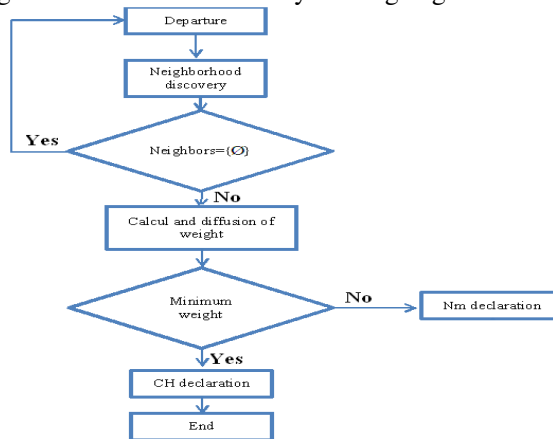 Departure
Neighborhood
discovery
Yes
Neighbors={Ø}
No
Calcul and diffusion of
weight
Minimum
weight
No
Nm declaration
Yes
CH declaration
End